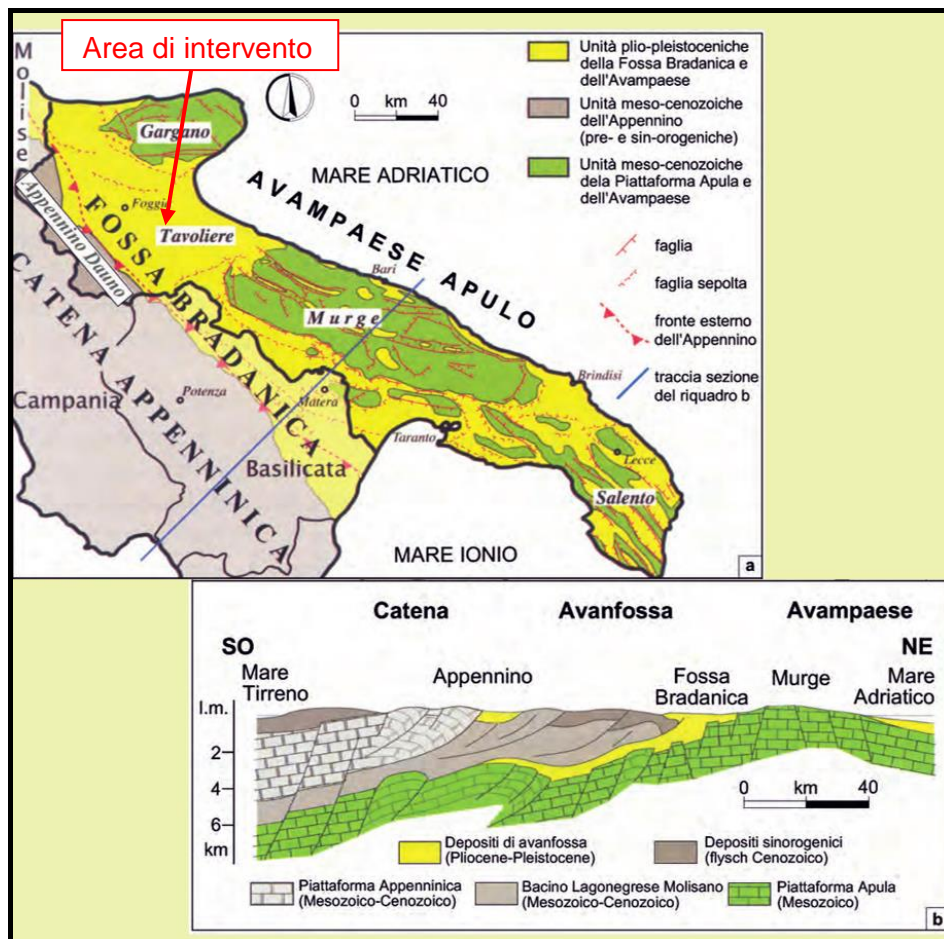 Area di intervento
Molise
Gargano
0 km 40
MARE ADRIATICO
Unità plio-pleistoceniche
della Fossa Bradanica e
dell'Avampaese
Unità meso-cenozoiche
dell'Appennino
(pre- e sin-orogeniche)
Unità meso-cenozoiche
dela Piattaforma Apula e
dell'Avampaese
faglia
faglia sepolta
fronte esterno
dell'Appennino
traccia sezione
del riquadro b
Appennino Dauno
Foggia
Tavoliere
FOSSA BRADANICA
AVAMPAESE APULO
CATENA APPENNINICA
Bari
Murge
Brindisi
Campania
Potenza
Matera
Taranto
Basilicata
Lecce
Salento
MARE IONIO
a
Catena Avanfossa Avampaese
SO NE
Mare
Tirreno
Appennino
Fossa
Bradanica
Murge
Mare
Adriatico
l.m.
2
4
6
km
0 km 40
Depositi di avanfossa
(Pliocene-Pleistocene)
Depositi sinorogenici
(flysch Cenozoico)
Piattaforma Appenninica
(Mesozoico-Cenozoico)
Bacino Lagonegrese Molisano
(Mesozoico-Cenozoico)
Piattaforma Apula
(Mesozoico)
b